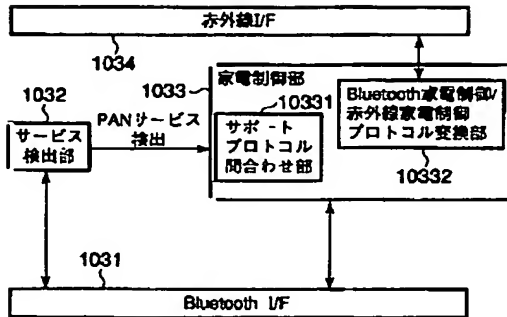 赤外線I/F
1034
1033
家電制御部
1032
PANサービス
検出
10331
サービス
検出部
サポート
プロトコル
問合わせ部
Bluetooth家電制御/
赤外線家電制御
プロトコル変換部
10332
1031
Bluetooth I/F